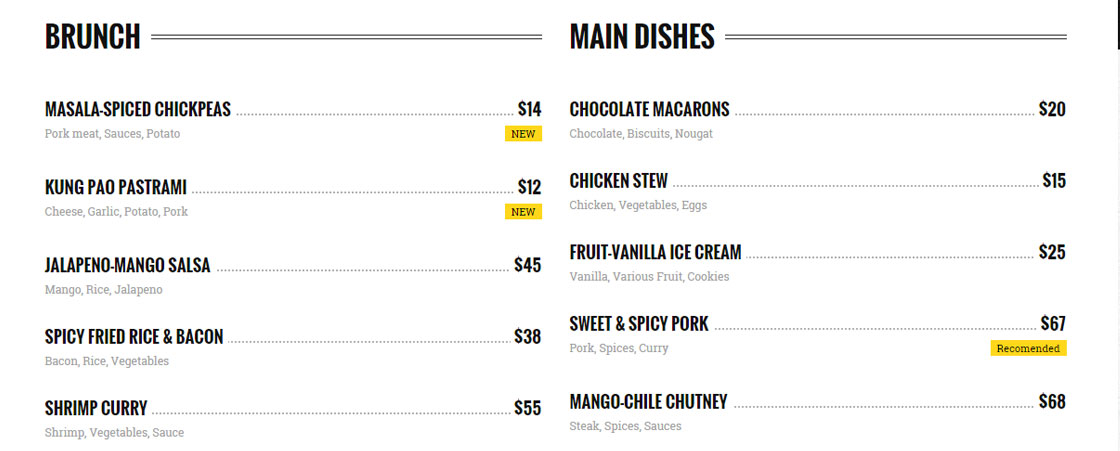 BRUNCH
MASALA-SPICED CHICKPEAS $14
Pork meat, Sauces, Potato NEW
KUNG PAO PASTRAMI $12
Cheese, Garlic, Potato, Pork NEW
JALAPENO-MANGO SALSA $45
Mango, Rice, Jalapeno
SPICY FRIED RICE & BACON $38
Bacon, Rice, Vegetables
SHRIMP CURRY $55
Shrimp, Vegetables, Sauce
MAIN DISHES
CHOCOLATE MACARONS $20
Chocolate, Biscuits, Nougat
CHICKEN STEW $15
Chicken, Vegetables, Eggs
FRUIT-VANILLA ICE CREAM $25
Vanilla, Various Fruit, Cookies
SWEET & SPICY PORK $67
Pork, Spices, Curry Recomended
MANGO-CHILE CHUTNEY $68
Steak, Spices, Sauces